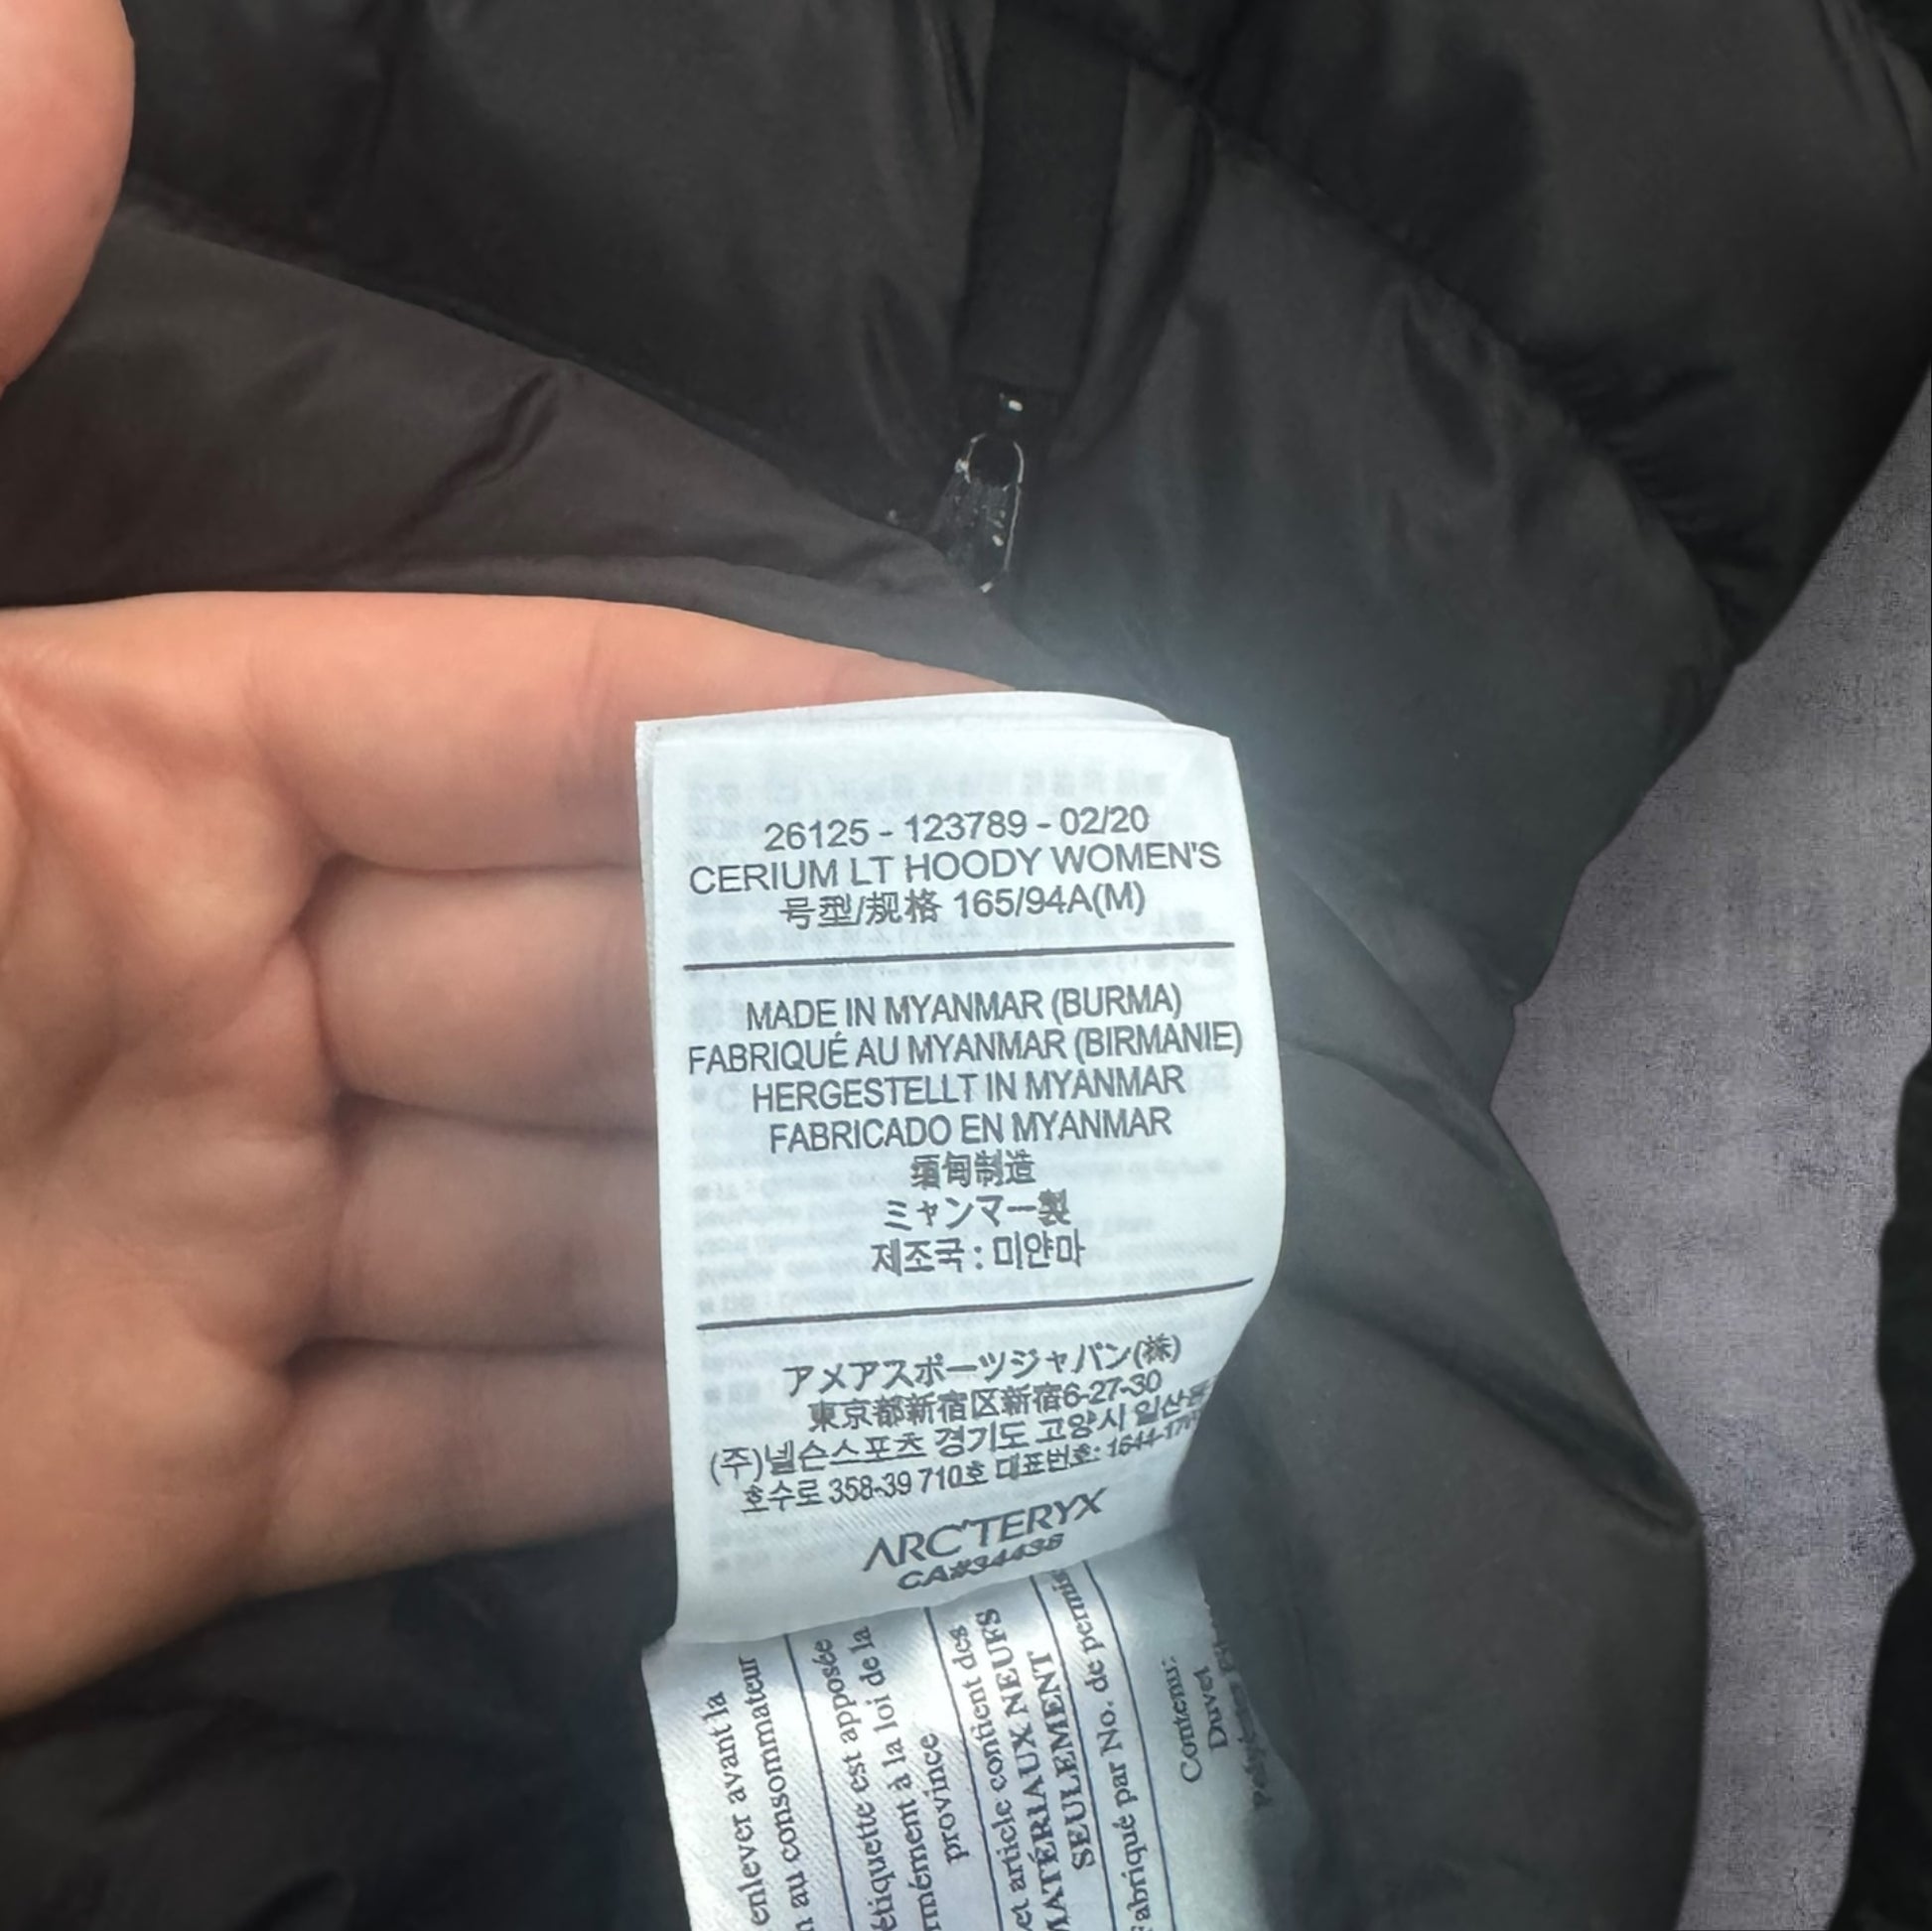 26125 - 123789 - 02/20
CERIUM LT HOODY WOMEN'S
号型/规格 165/94A(M)
MADE IN MYANMAR (BURMA)
FABRIQUÉ AU MYANMAR (BIRMANIE)
HERGESTELLT IN MYANMAR
FABRICADO EN MYANMAR
缅甸制造
ミャンマー製
제조국 : 미얀마
アメアスポーツジャパン(株)
東京都新宿区新宿6-27-30
(주)넬슨스포츠 경기도 고양시 일산동
호수로 358-39 710호 대표번호: 1644-17
ARC'TERYX
CA#34436
enlever avant la
au consommateur
étiquette est apposée
à la loi de la
province
article contient des
MATÉRIAUX NEUFS
SEULEMENT
Fabriqué par No. de permis
Contenu:
Duvet